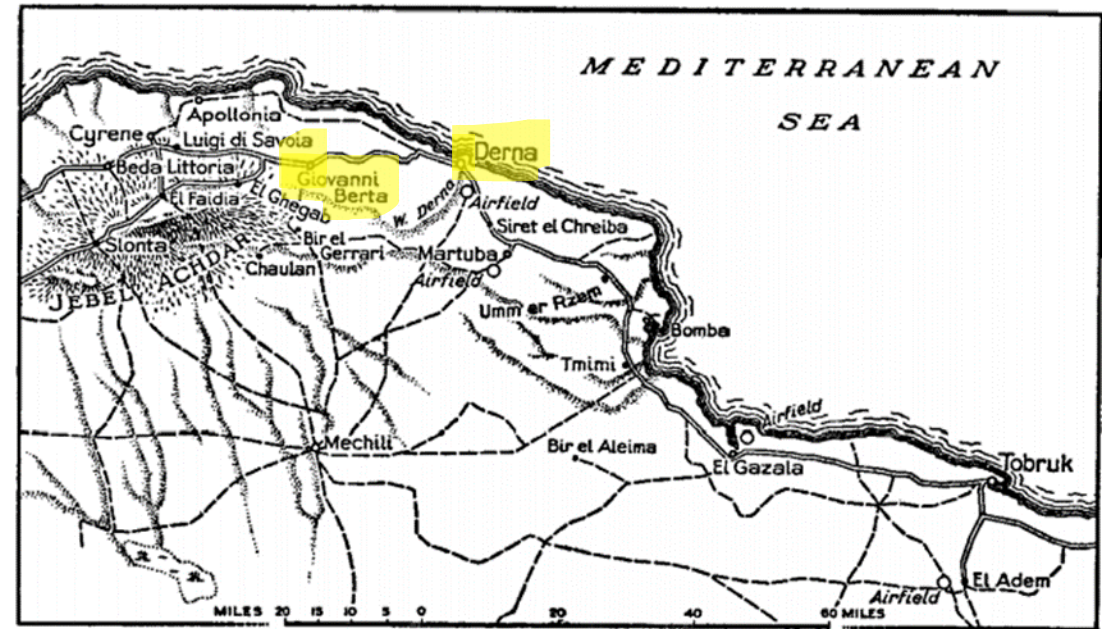 MEDITERRANEAN
SEA
Apollonia
Cyrene
Luigi di Savoia
Derna
Beda Littoria
Giovanni
Berta
El Faidia
El Ghegab
W. Derna
Airfield
Siret el Chreiba
Slonta
Bir el
Gerrari
Martuba
Chaulan
Airfield
JEBEL ACHDAR
Umm er Rzem
Bomba
Tmimi
Airfield
Mechili
Bir el Aleima
El Gazala
Tobruk
El Adem
Airfield
MILES 20 15 10 5 0 20 40 60 MILES